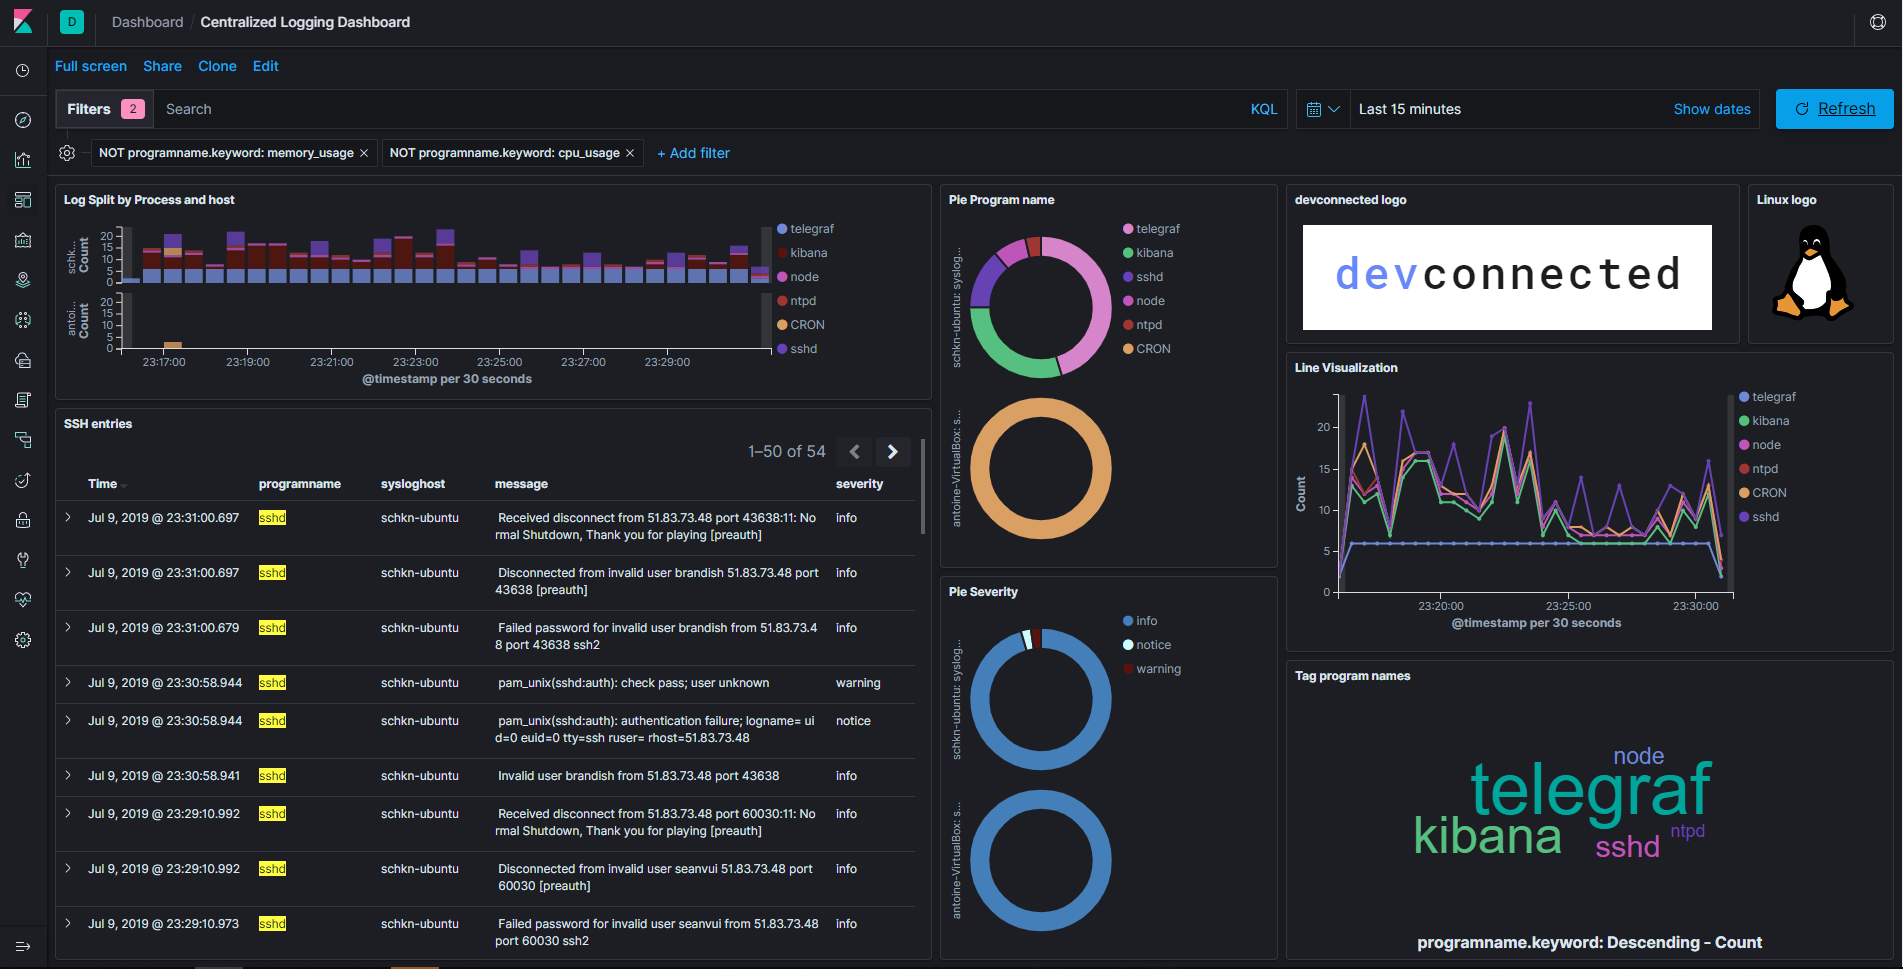 D Dashboard / Centralized Logging Dashboard
Full screen Share Clone Edit
Filters 2 Search KQL Last 15 minutes Show dates Refresh
NOT programname.keyword: memory_usage × NOT programname.keyword: cpu_usage × + Add filter
Log Split by Process and host
schk...
Count
20
15
10
5
0
antoi...
Count
20
15
10
5
0
23:17:00 23:19:00 23:21:00 23:23:00 23:25:00 23:27:00 23:29:00
@timestamp per 30 seconds
telegraf
kibana
node
ntpd
CRON
sshd
SSH entries
1–50 of 54
Time programname sysloghost message severity
Jul 9, 2019 @ 23:31:00.697 sshd schkn-ubuntu Received disconnect from 51.83.73.48 port 43638:11: No info
rmal Shutdown, Thank you for playing [preauth]
Jul 9, 2019 @ 23:31:00.697 sshd schkn-ubuntu Disconnected from invalid user brandish 51.83.73.48 port info
43638 [preauth]
Jul 9, 2019 @ 23:31:00.679 sshd schkn-ubuntu Failed password for invalid user brandish from 51.83.73.4 info
8 port 43638 ssh2
Jul 9, 2019 @ 23:30:58.944 sshd schkn-ubuntu pam_unix(sshd:auth): check pass; user unknown warning
Jul 9, 2019 @ 23:30:58.944 sshd schkn-ubuntu pam_unix(sshd:auth): authentication failure; logname= ui notice
d=0 euid=0 tty=ssh ruser= rhost=51.83.73.48
Jul 9, 2019 @ 23:30:58.941 sshd schkn-ubuntu Invalid user brandish from 51.83.73.48 port 43638 info
Jul 9, 2019 @ 23:29:10.992 sshd schkn-ubuntu Received disconnect from 51.83.73.48 port 60030:11: No info
rmal Shutdown, Thank you for playing [preauth]
Jul 9, 2019 @ 23:29:10.992 sshd schkn-ubuntu Disconnected from invalid user seanvui 51.83.73.48 port info
60030 [preauth]
Jul 9, 2019 @ 23:29:10.973 sshd schkn-ubuntu Failed password for invalid user seanvui from 51.83.73.48 info
port 60030 ssh2
Pie Program name
schkn-ubuntu: syslog...
antoine-VirtualBox: s...
telegraf
kibana
sshd
node
ntpd
CRON
Pie Severity
schkn-ubuntu: syslog...
antoine-VirtualBox: s...
info
notice
warning
devconnected logo
devconnected
Linux logo
Line Visualization
Count
20
15
10
5
0
23:20:00 23:25:00 23:30:00
@timestamp per 30 seconds
telegraf
kibana
node
ntpd
CRON
sshd
Tag program names
node
telegraf
kibana
sshd
ntpd
programname.keyword: Descending - Count